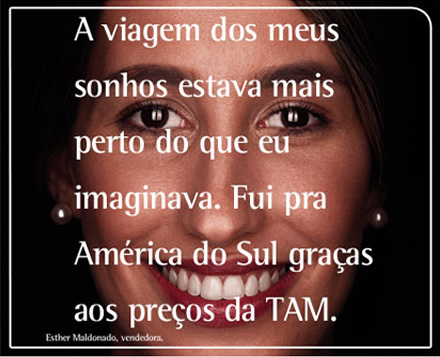 A viagem dos meus
sonhos estava mais
perto do que eu
imaginava. Fui pra
América do Sul graças
aos preços da TAM.
Esther Maldonado, vendedora.